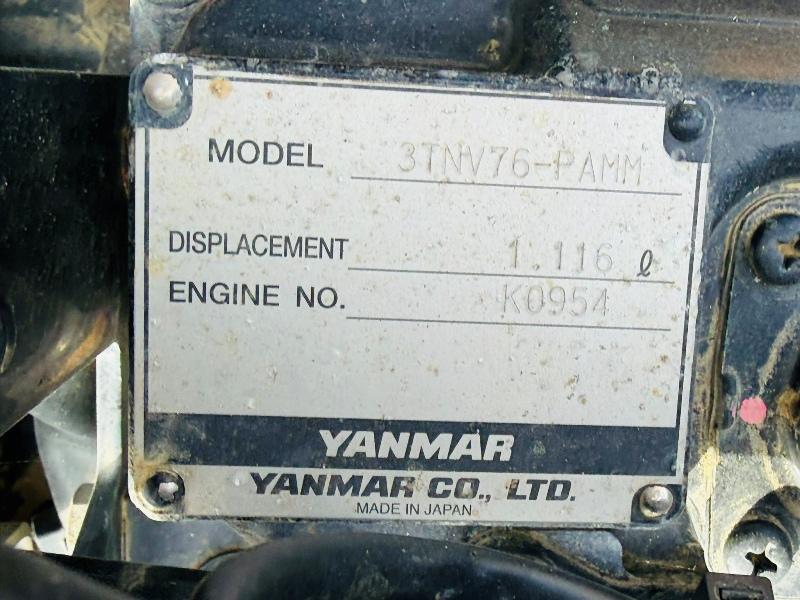 MODEL 3TNV76-PAMM
DISPLACEMENT 1.116 ℓ
ENGINE NO. K0954
YANMAR
YANMAR CO., LTD.
MADE IN JAPAN